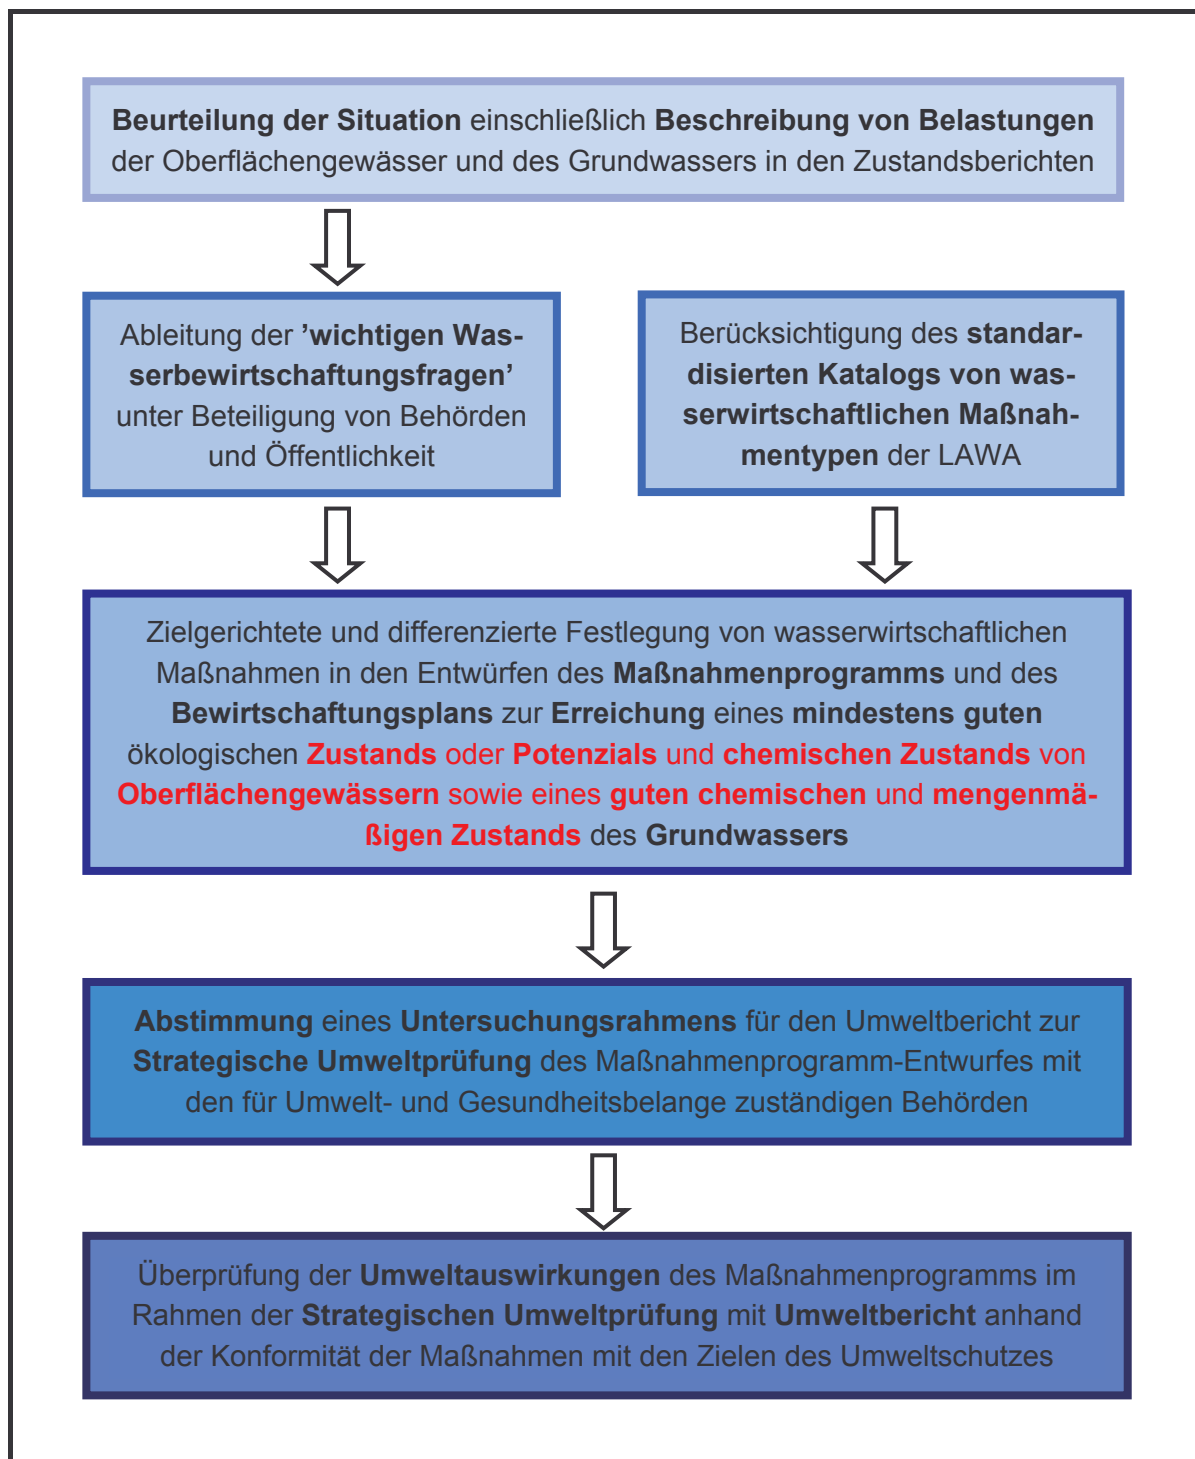 Beurteilung der Situation einschließlich Beschreibung von Belastungen
der Oberflächengewässer und des Grundwassers in den Zustandsberichten
Ableitung der ’wichtigen Was-
serbewirtschaftungsfragen’
unter Beteiligung von Behörden
und Öffentlichkeit
Berücksichtigung des standar-
disierten Katalogs von was-
serwirtschaftlichen Maßnah-
mentypen der LAWA
Zielgerichtete und differenzierte Festlegung von wasserwirtschaftlichen
Maßnahmen in den Entwürfen des Maßnahmenprogramms und des
Bewirtschaftungsplans zur Erreichung eines mindestens guten
ökologischen Zustands oder Potenzials und chemischen Zustands von
Oberflächengewässern sowie eines guten chemischen und mengenmä-
ßigen Zustands des Grundwassers
Abstimmung eines Untersuchungsrahmens für den Umweltbericht zur
Strategische Umweltprüfung des Maßnahmenprogramm-Entwurfes mit
den für Umwelt- und Gesundheitsbelange zuständigen Behörden
Überprüfung der Umweltauswirkungen des Maßnahmenprogramms im
Rahmen der Strategischen Umweltprüfung mit Umweltbericht anhand
der Konformität der Maßnahmen mit den Zielen des Umweltschutzes